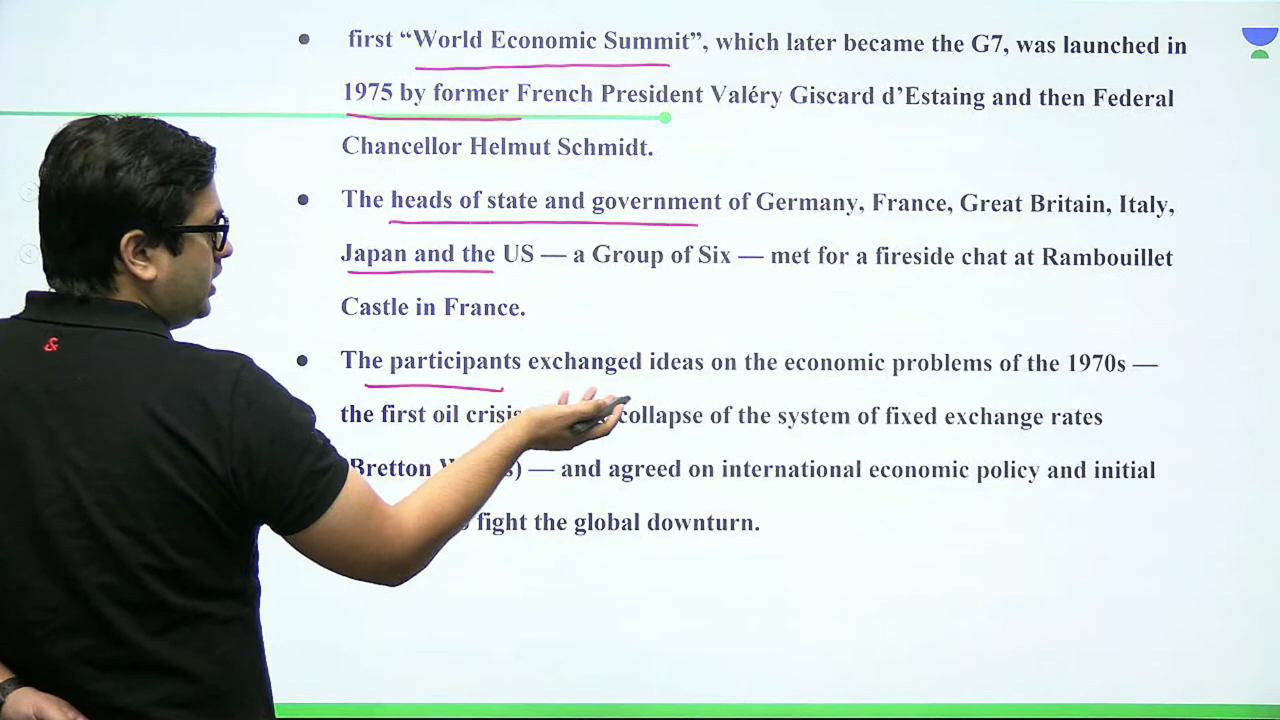 first “World Economic Summit”, which later became the G7, was launched in
1975 by former French President Valéry Giscard d’Estaing and then Federal
Chancellor Helmut Schmidt.
The heads of state and government of Germany, France, Great Britain, Italy,
Japan and the US — a Group of Six — met for a fireside chat at Rambouillet
Castle in France.
The participants exchanged ideas on the economic problems of the 1970s —
the first oil crisis collapse of the system of fixed exchange rates
Bretton — and agreed on international economic policy and initial
fight the global downturn.
&